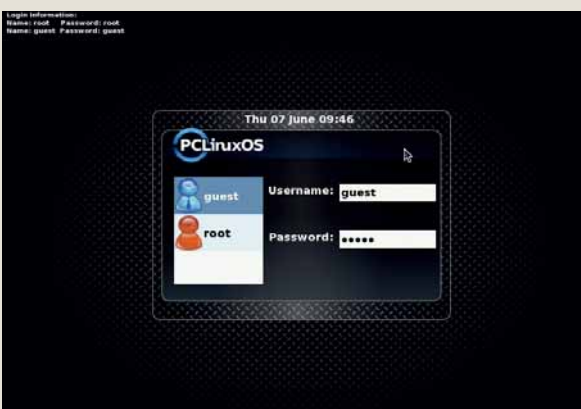 Login Information:
Name: root Password: root
Name: guest Password: guest
Thu 07 June 09:46
PCLinuxOS
guest
Username: guest
root
Password: •••••